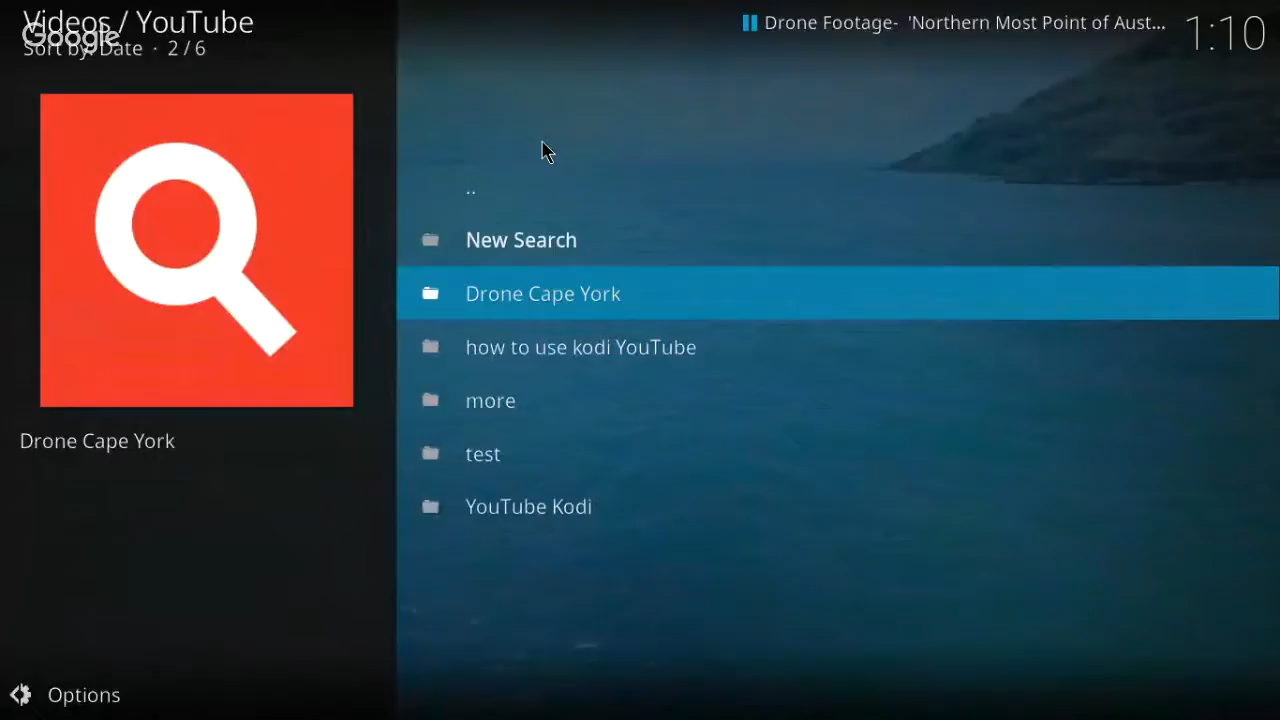 Videos / YouTube
Google
Sort by: Date · 2 / 6
Drone Footage- 'Northern Most Point of Aust...
1:10
..
New Search
Drone Cape York
how to use kodi YouTube
more
test
YouTube Kodi
Drone Cape York
Options